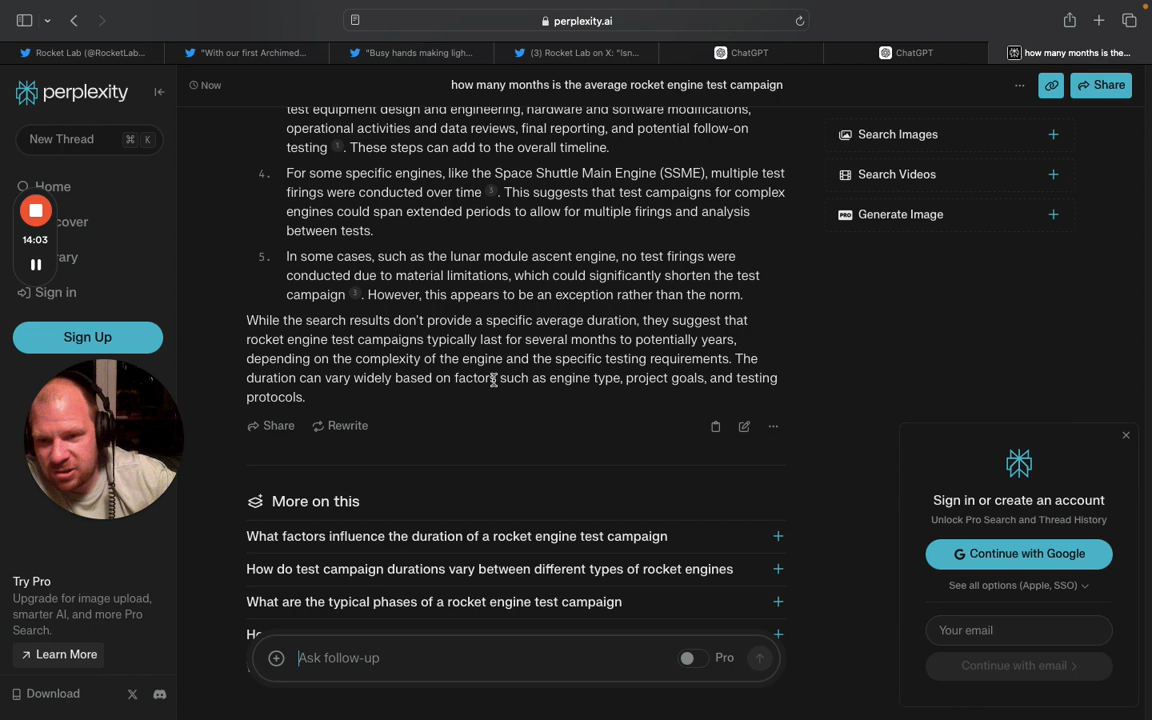 perplexity.ai
Rocket Lab (@RocketLab...
"With our first Archimed...
"Busy hands making ligh...
(3) Rocket Lab on X: "Isn...
ChatGPT
ChatGPT
how many months is the...
perplexity
Now
how many months is the average rocket engine test campaign
Share
New Thread
⌘ K
Home
14:03
Sign in
Sign Up
test equipment design and engineering, hardware and software modifications,
operational activities and data reviews, final reporting, and potential follow-on
testing 1 . These steps can add to the overall timeline.
4. For some specific engines, like the Space Shuttle Main Engine (SSME), multiple test
firings were conducted over time 3 . This suggests that test campaigns for complex
engines could span extended periods to allow for multiple firings and analysis
between tests.
5. In some cases, such as the lunar module ascent engine, no test firings were
conducted due to material limitations, which could significantly shorten the test
campaign 3 . However, this appears to be an exception rather than the norm.
While the search results don't provide a specific average duration, they suggest that
rocket engine test campaigns typically last for several months to potentially years,
depending on the complexity of the engine and the specific testing requirements. The
duration can vary widely based on factors such as engine type, project goals, and testing
protocols.
Share
Rewrite
More on this
What factors influence the duration of a rocket engine test campaign
How do test campaign durations vary between different types of rocket engines
What are the typical phases of a rocket engine test campaign
Ask follow-up
Pro
Search Images
Search Videos
PRO Generate Image
Sign in or create an account
Unlock Pro Search and Thread History
Continue with Google
See all options (Apple, SSO)
Your email
Continue with email >
Try Pro
Upgrade for image upload,
smarter AI, and more Pro
Search.
Learn More
Download